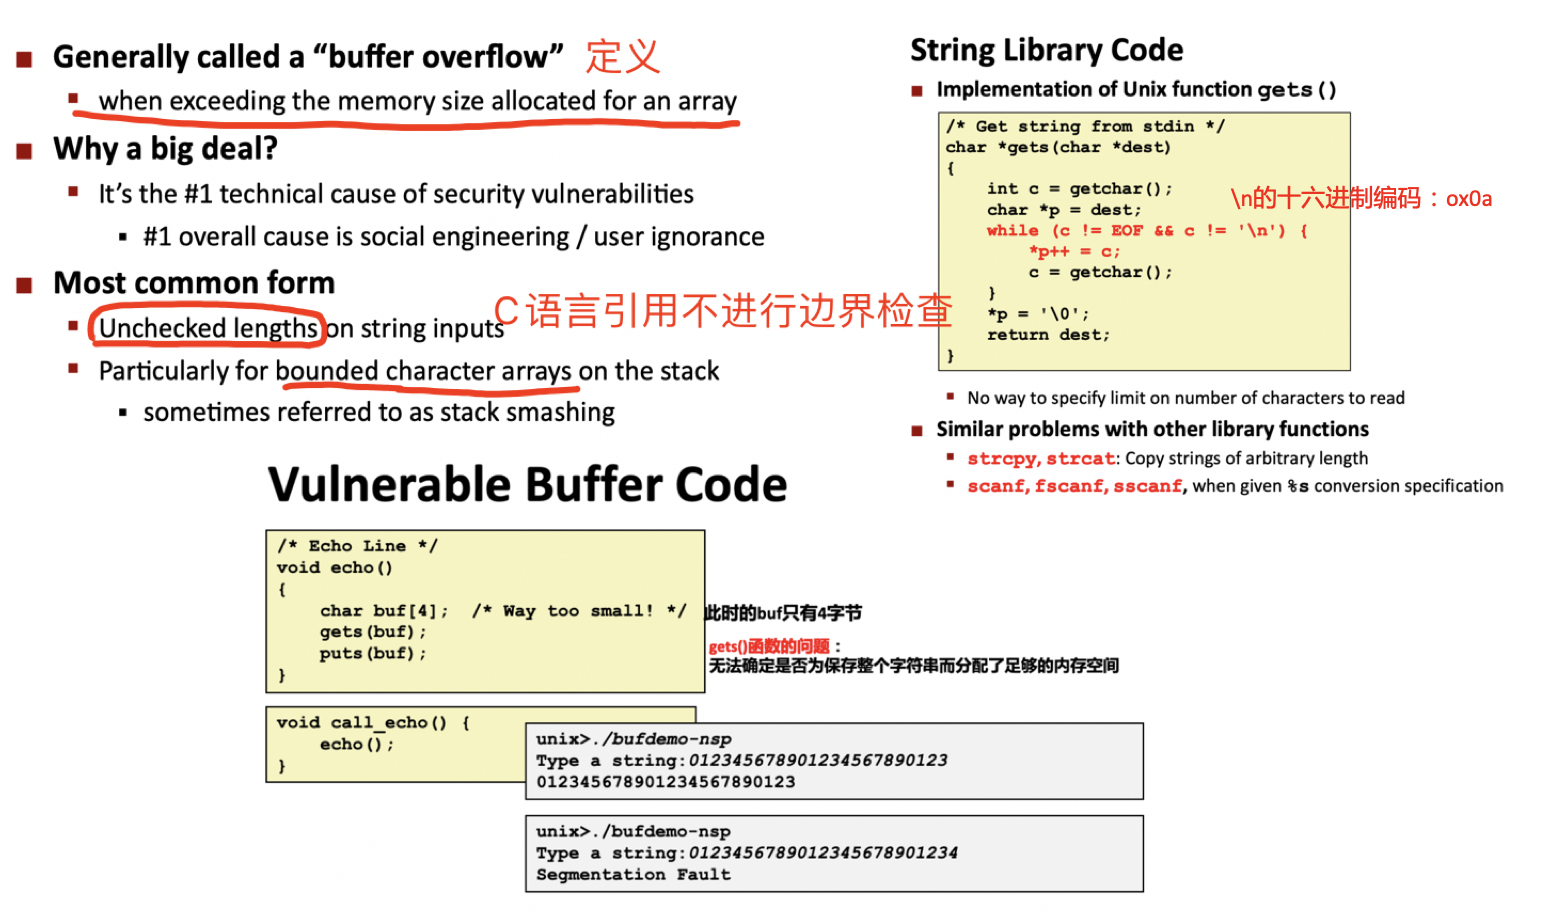 Generally called a “buffer overflow” 定义
when exceeding the memory size allocated for an array
Why a big deal?
It’s the #1 technical cause of security vulnerabilities
#1 overall cause is social engineering / user ignorance
Most common form
Unchecked lengths on string inputs
C语言引用不进行边界检查
Particularly for bounded character arrays on the stack
sometimes referred to as stack smashing
String Library Code
Implementation of Unix function gets()
/* Get string from stdin */
char *gets(char *dest)
{
    int c = getchar();
    char *p = dest;
    while (c != EOF && c != '\n') {
        *p++ = c;
        c = getchar();
    }
    *p = '\0';
    return dest;
}
\n的十六进制编码：ox0a
No way to specify limit on number of characters to read
Similar problems with other library functions
strcpy, strcat: Copy strings of arbitrary length
scanf, fscanf, sscanf, when given %s conversion specification
Vulnerable Buffer Code
/* Echo Line */
void echo()
{
    char buf[4];  /* Way too small! */
    gets(buf);
    puts(buf);
}
此时的buf只有4字节
gets()函数的问题：
无法确定是否为保存整个字符串而分配了足够的内存空间
void call_echo() {
    echo();
}
unix>./bufdemo-nsp
Type a string:012345678901234567890123
012345678901234567890123
unix>./bufdemo-nsp
Type a string:0123456789012345678901234
Segmentation Fault